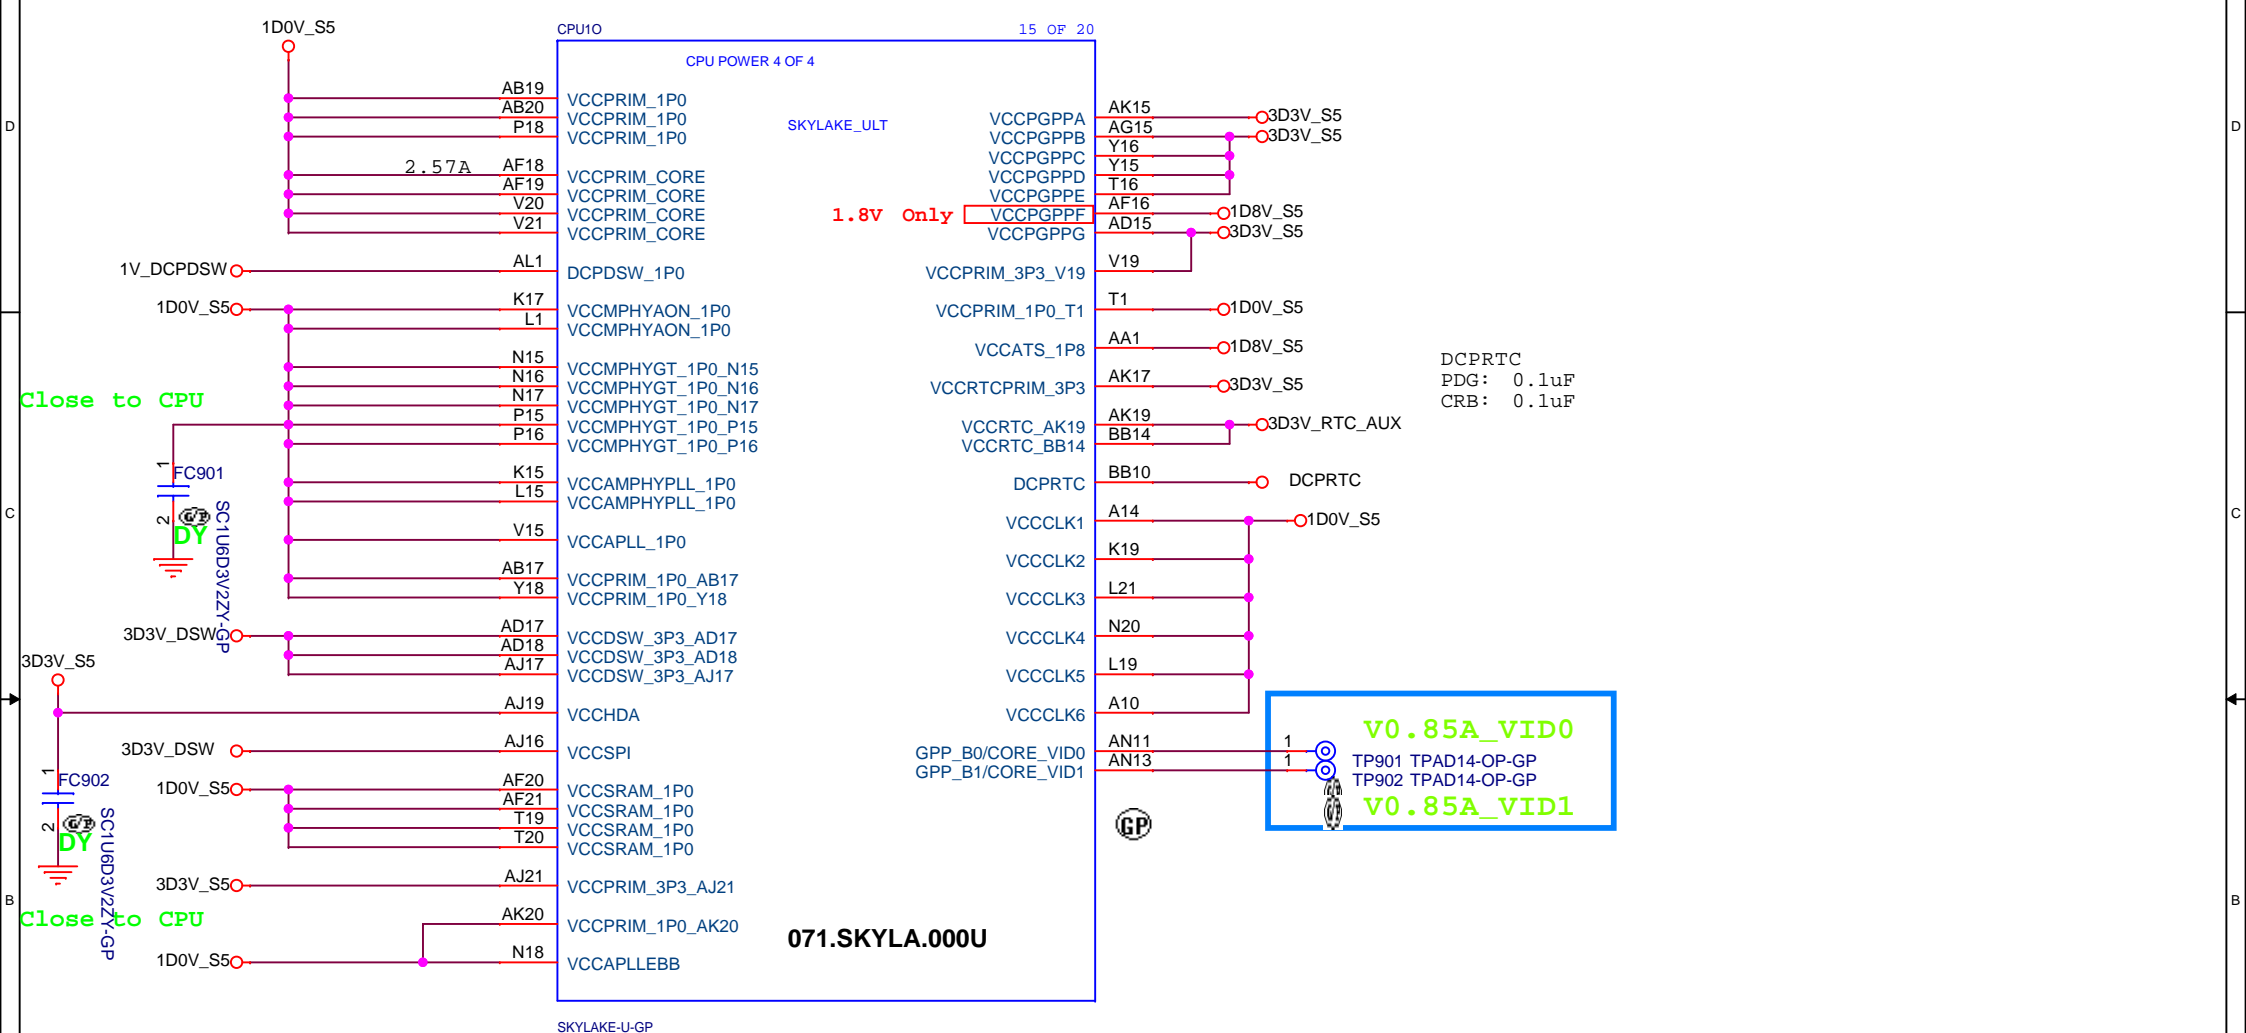 1D0V_S5
CPU1O
15 OF 20
CPU POWER 4 OF 4
SKYLAKE_ULT
AB19 VCCPRIM_1P0
AB20 VCCPRIM_1P0
P18 VCCPRIM_1P0
2.57A AF18 VCCPRIM_CORE
AF19 VCCPRIM_CORE
V20 VCCPRIM_CORE
V21 VCCPRIM_CORE
1V_DCPDSW AL1 DCPDSW_1P0
1D0V_S5 K17 VCCMPHYAON_1P0
L1 VCCMPHYAON_1P0
N15 VCCMPHYGT_1P0_N15
N16 VCCMPHYGT_1P0_N16
N17 VCCMPHYGT_1P0_N17
P15 VCCMPHYGT_1P0_P15
P16 VCCMPHYGT_1P0_P16
Close to CPU
1
FC901
2
G/P
DY
SC1U6D3V2ZY-GP
K15 VCCAMPHYPLL_1P0
L15 VCCAMPHYPLL_1P0
V15 VCCAPLL_1P0
AB17 VCCPRIM_1P0_AB17
Y18 VCCPRIM_1P0_Y18
3D3V_DSW AD17 VCCDSW_3P3_AD17
AD18 VCCDSW_3P3_AD18
AJ17 VCCDSW_3P3_AJ17
3D3V_S5
AJ19 VCCHDA
3D3V_DSW AJ16 VCCSPI
1
FC902
2
G/P
DY
SC1U6D3V2ZY-GP
1D0V_S5 AF20 VCCSRAM_1P0
AF21 VCCSRAM_1P0
T19 VCCSRAM_1P0
T20 VCCSRAM_1P0
3D3V_S5 AJ21 VCCPRIM_3P3_AJ21
Close to CPU
AK20 VCCPRIM_1P0_AK20
1D0V_S5 N18 VCCAPLLEBB
VCCPGPPA AK15 3D3V_S5
VCCPGPPB AG15 3D3V_S5
VCCPGPPC Y16
VCCPGPPD Y15
VCCPGPPE T16
1.8V Only VCCPGPPF AF16 1D8V_S5
VCCPGPPG AD15 3D3V_S5
VCCPRIM_3P3_V19 V19
VCCPRIM_1P0_T1 T1 1D0V_S5
VCCATS_1P8 AA1 1D8V_S5
VCCRTCPRIM_3P3 AK17 3D3V_S5
VCCRTC_AK19 AK19 3D3V_RTC_AUX
VCCRTC_BB14 BB14
DCPRTC BB10 DCPRTC
VCCCLK1 A14 1D0V_S5
VCCCLK2 K19
VCCCLK3 L21
VCCCLK4 N20
VCCCLK5 L19
VCCCLK6 A10
GPP_B0/CORE_VID0 AN11 1
GPP_B1/CORE_VID1 AN13 1
DCPRTC
PDG: 0.1uF
CRB: 0.1uF
V0.85A_VID0
TP901 TPAD14-OP-GP
TP902 TPAD14-OP-GP
V0.85A_VID1
GP
071.SKYLA.000U
SKYLAKE-U-GP
D
D
C
C
B
B